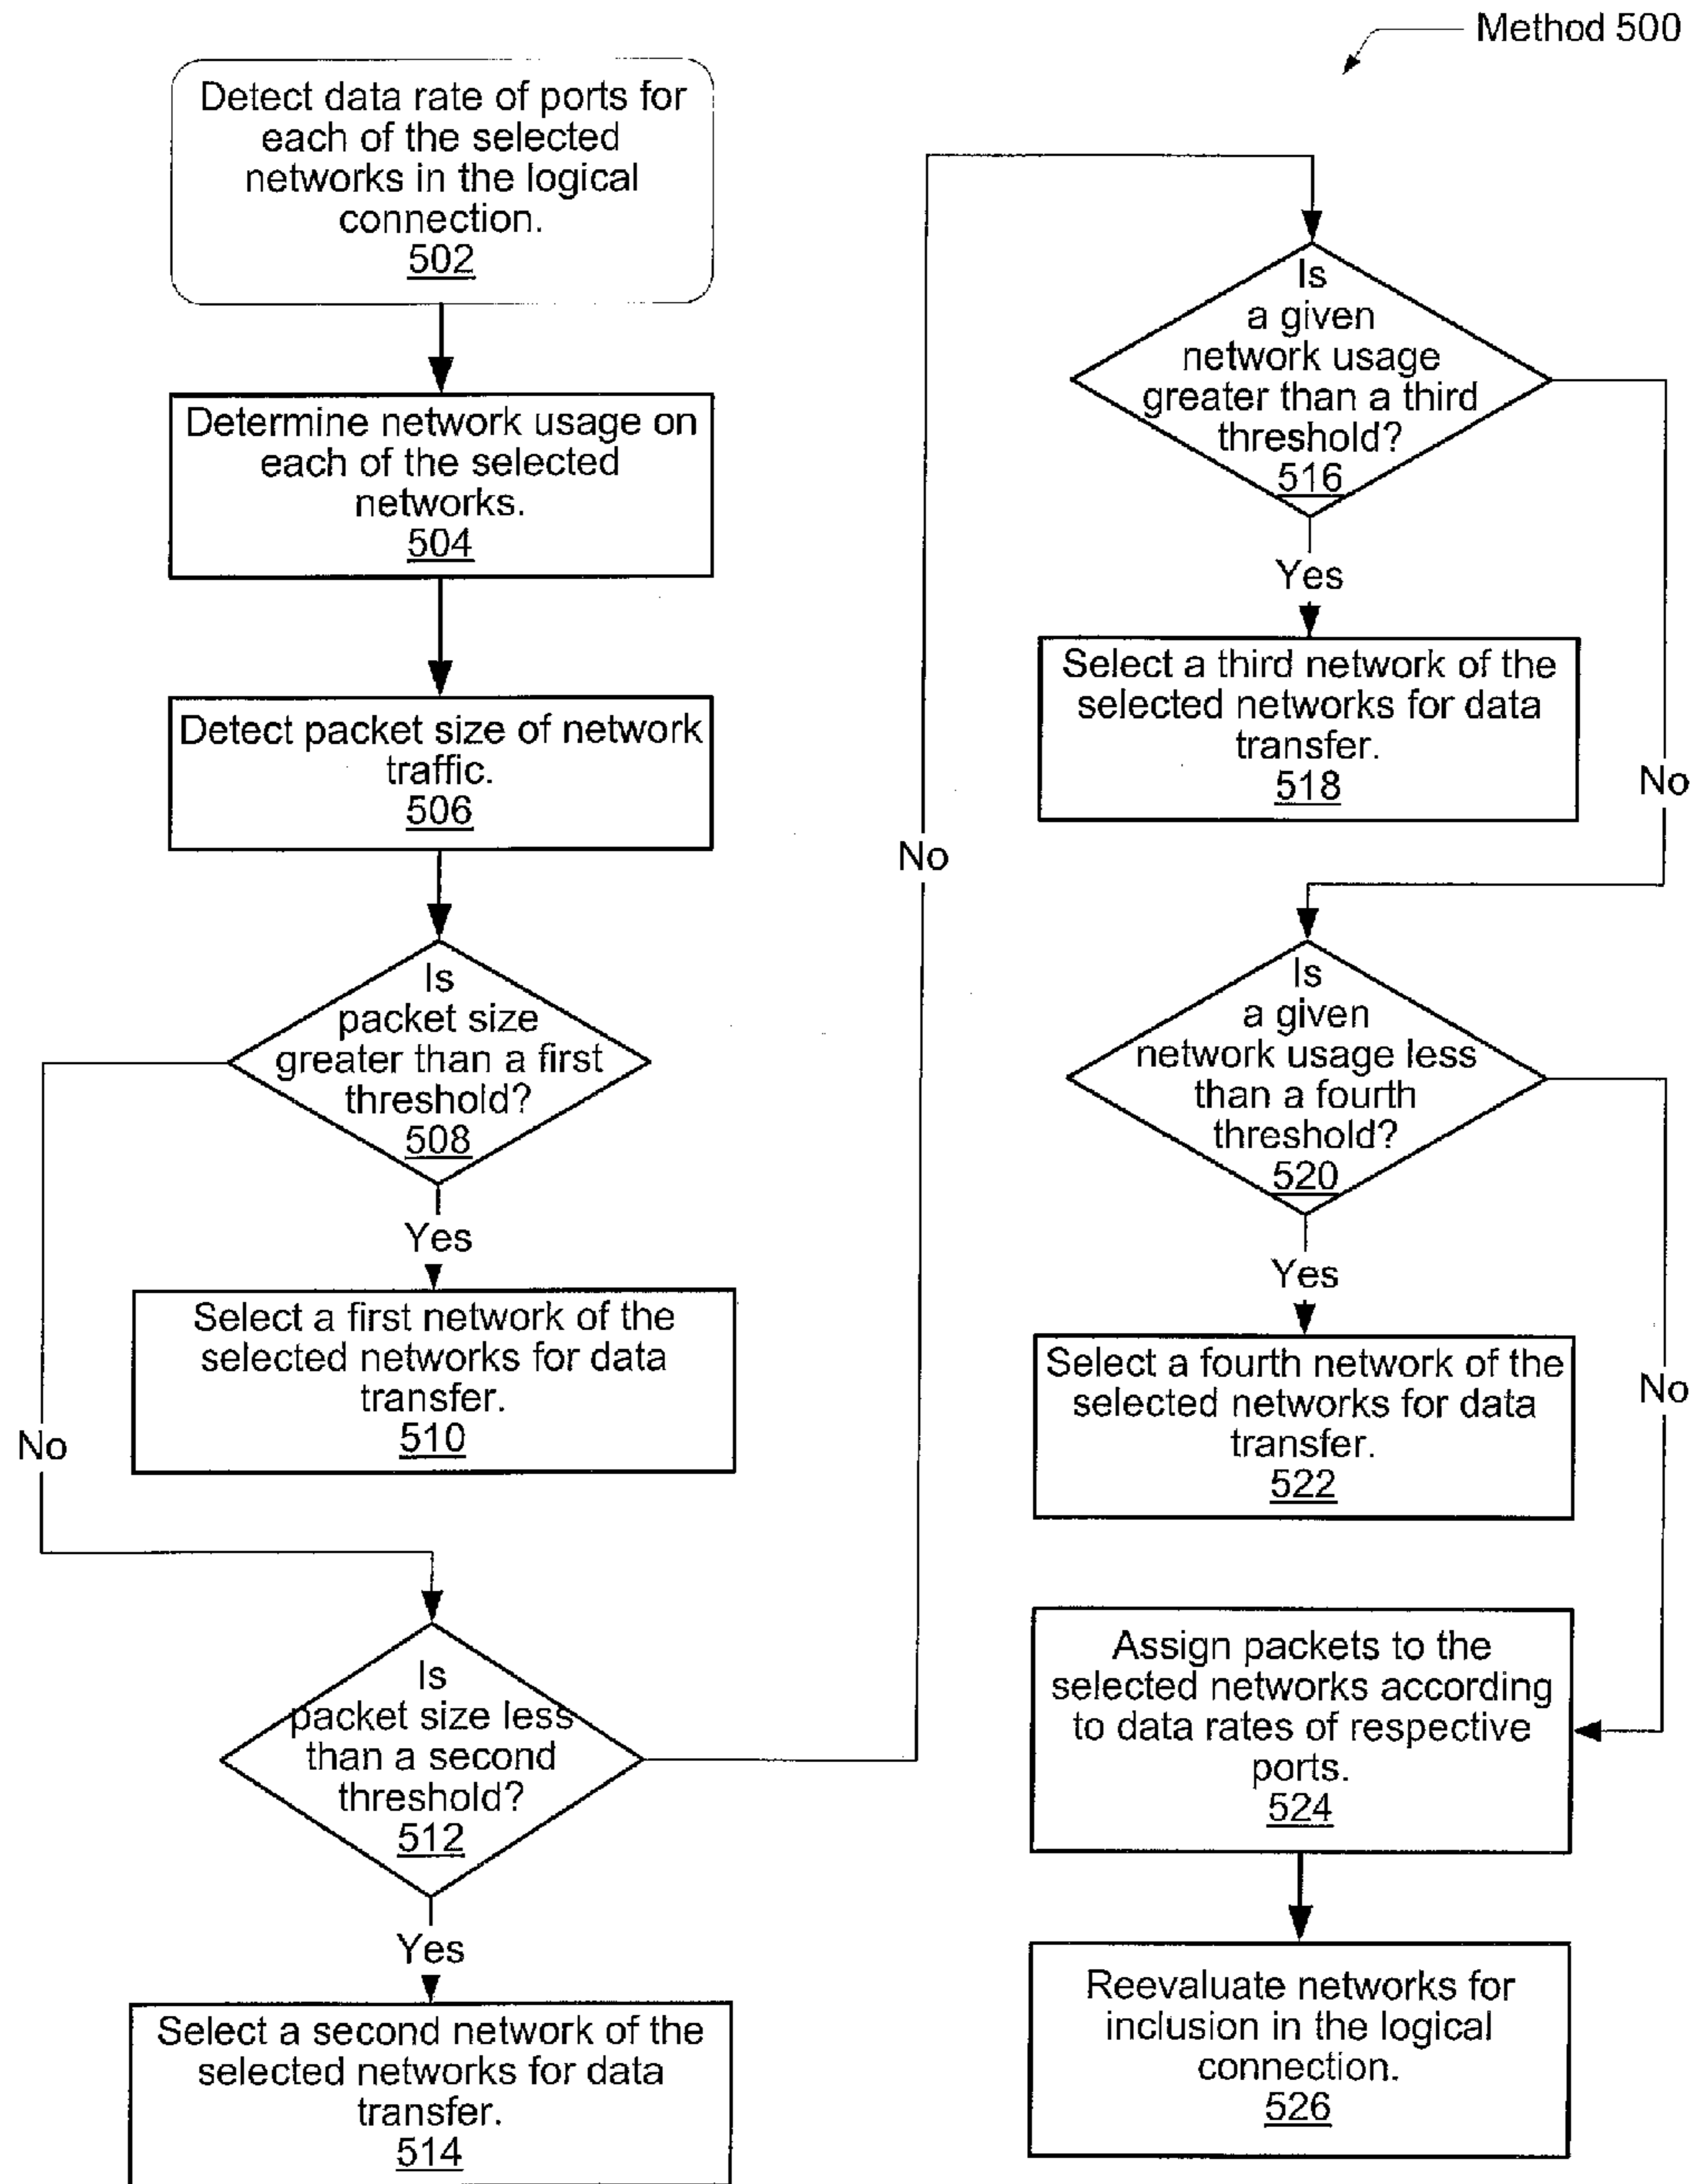 Method 500
Detect data rate of ports for
each of the selected
networks in the logical
connection.
502
Determine network usage on
each of the selected
networks.
504
Detect packet size of network
traffic.
506
Is
packet size
greater than a first
threshold?
508
Yes
Select a first network of the
selected networks for data
transfer.
510
No
Is
packet size less
than a second
threshold?
512
Yes
Select a second network of the
selected networks for data
transfer.
514
No
Is
a given
network usage
greater than a third
threshold?
516
Yes
Select a third network of the
selected networks for data
transfer.
518
No
Is
a given
network usage less
than a fourth
threshold?
520
Yes
Select a fourth network of the
selected networks for data
transfer.
522
No
Assign packets to the
selected networks according
to data rates of respective
ports.
524
Reevaluate networks for
inclusion in the logical
connection.
526